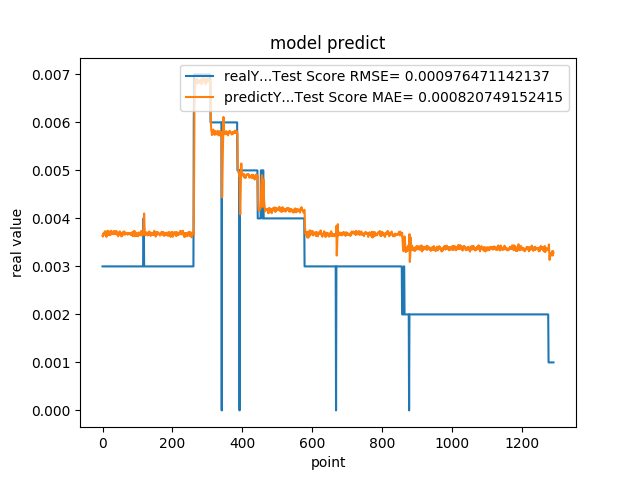 model predict
realY...Test Score RMSE= 0.000976471142137
predictY...Test Score MAE= 0.000820749152415
0.007
0.006
0.005
0.004
0.003
0.002
0.001
0.000
real value
0 200 400 600 800 1000 1200
point